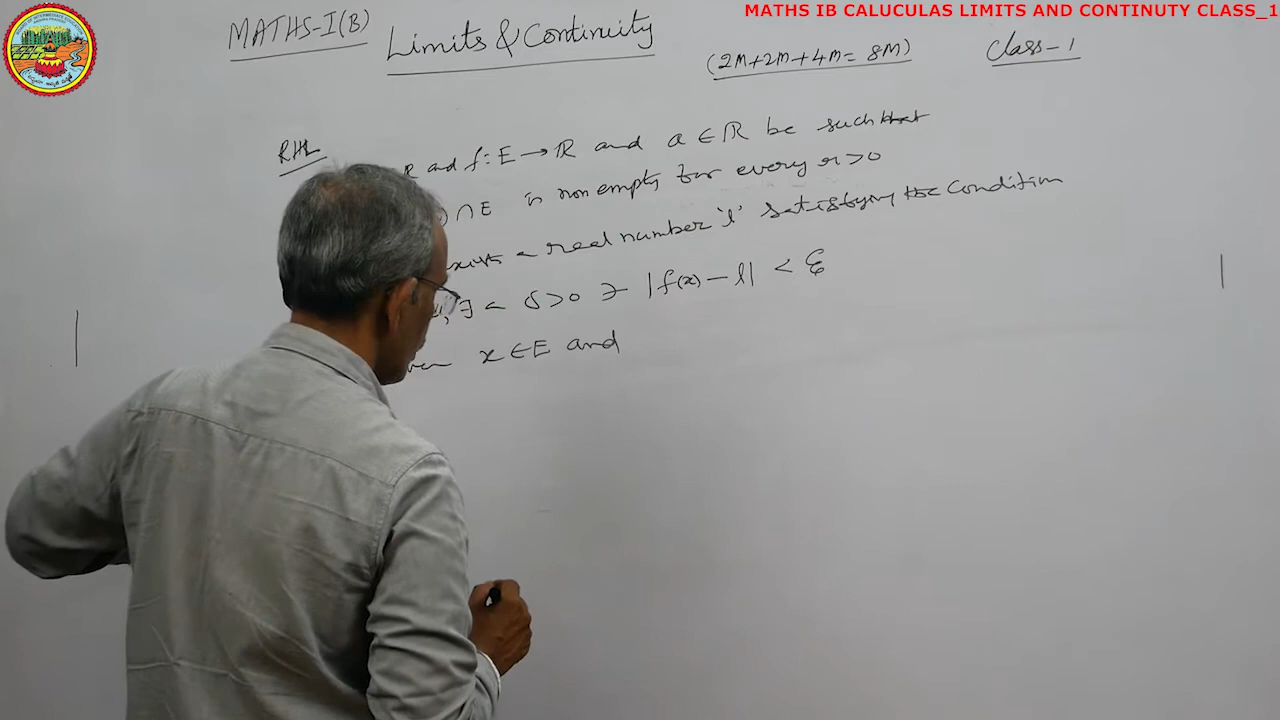 MATHS IB CALUCULAS LIMITS AND CONTINUTY CLASS_1
MATHS-I(B) Limits & Continuity (2M+2M+4M=8M) Class-1
RHL
R and f: E → R and a ∈ R be such that
) ∩ E is non empty for every r > 0
a real number 'l' satisfying the condition
, ∃ a δ > 0 ∋ |f(x) - l| < ε
x ∈ E and